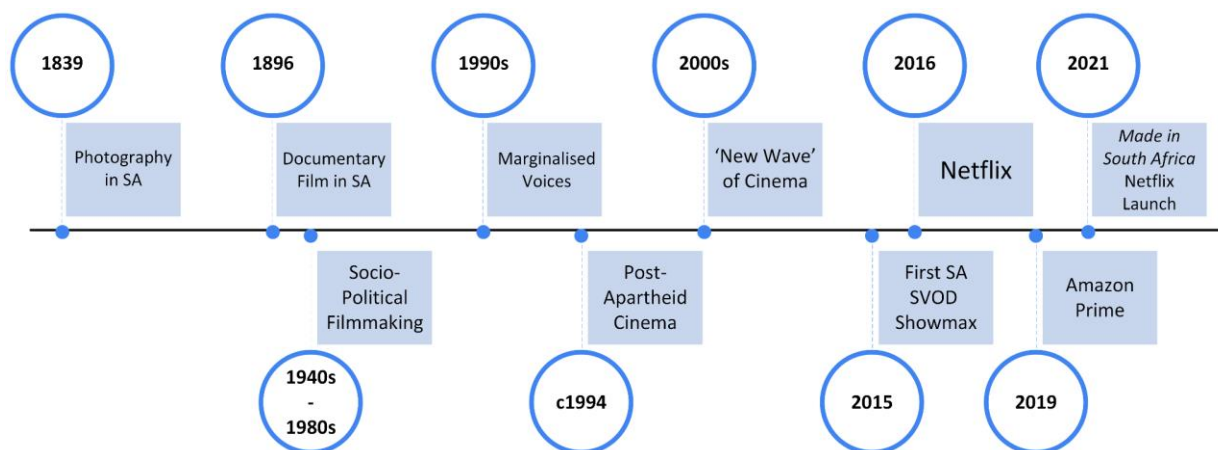 1839
1896
1990s
2000s
2016
2021
Photography
in SA
Documentary
Film in SA
Marginalised
Voices
‘New Wave’
of Cinema
Netflix
Made in
South Africa
Netflix
Launch
Socio-
Political
Filmmaking
Post-
Apartheid
Cinema
First SA
SVOD
Showmax
Amazon
Prime
1940s
-
1980s
c1994
2015
2019